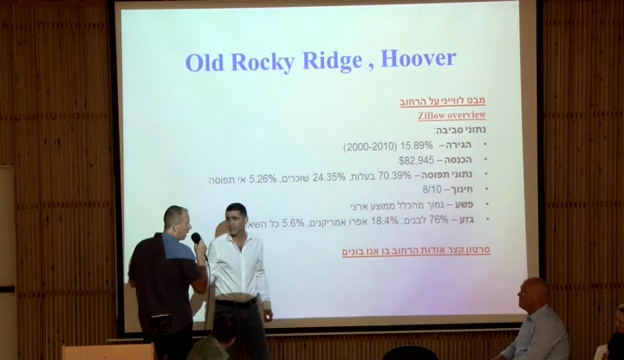 Old Rocky Ridge , Hoover
מבט לווייני על הרחוב
Zillow overview
נתוני סביבה:
• הגירה – 15.89% (2000-2010)
• הכנסה – $82,945
• נתוני תפוסה – 70.39% בעלות, 24.35% שוכרים, 5.26% אי תפוסה
• חינוך – 8/10
• פשע – נמוך מהכלל ממוצע ארצי
• גזע – 76% לבנים, 18.4% אפרו אמריקנים, 5.6% כל השא
סרטון קצר אודות הרחוב בו אנו בונים